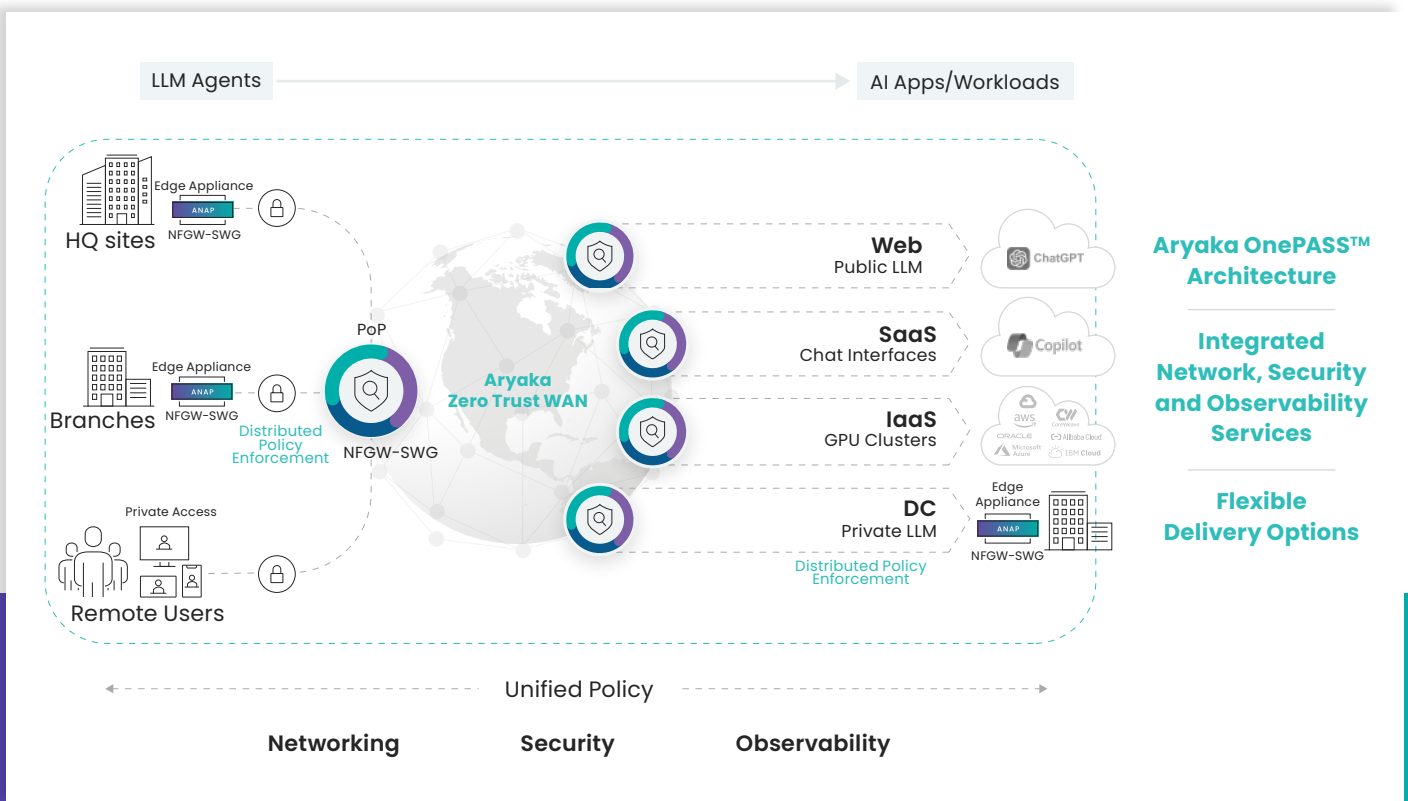 LLM Agents
AI Apps/Workloads
Edge Appliance
ANAP
NFGW-SWG
HQ sites
PoP
Edge Appliance
ANAP
NFGW-SWG
Branches
Distributed
Policy
Enforcement
NFGW-SWG
Private Access
Remote Users
Aryaka
Zero Trust WAN
Web
Public LLM
ChatGPT
SaaS
Chat Interfaces
Copilot
IaaS
GPU Clusters
aws
CoreWeave
ORACLE
Alibaba Cloud
Microsoft
Azure
IBM Cloud
DC
Private LLM
Distributed Policy
Enforcement
Edge
Appliance
ANAP
NFGW-SWG
Aryaka OnePASS™
Architecture
Integrated
Network, Security
and Observability
Services
Flexible
Delivery Options
Unified Policy
Networking
Security
Observability